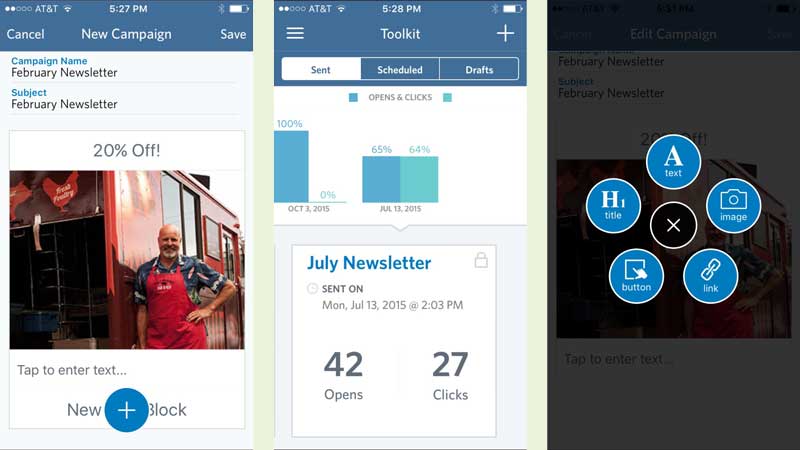 AT&T
5:27 PM
Cancel
New Campaign
Save
Campaign Name
February Newsletter
Subject
February Newsletter
20% Off!
Fresh
Poultry
Tap to enter text...
New
Block
AT&T
5:28 PM
Toolkit
Sent
Scheduled
Drafts
OPENS & CLICKS
100%
0%
65%
64%
OCT 3, 2015
JUL 13, 2015
July Newsletter
SENT ON
Mon, Jul 13, 2015 @ 2:03 PM
42
27
Opens
Clicks
AT&T
5:31 PM
Cancel
Edit Campaign
Save
Campaign Name
February Newsletter
Subject
February Newsletter
20% Off!
A
text
H1
title
image
button
link
Tap to enter text...